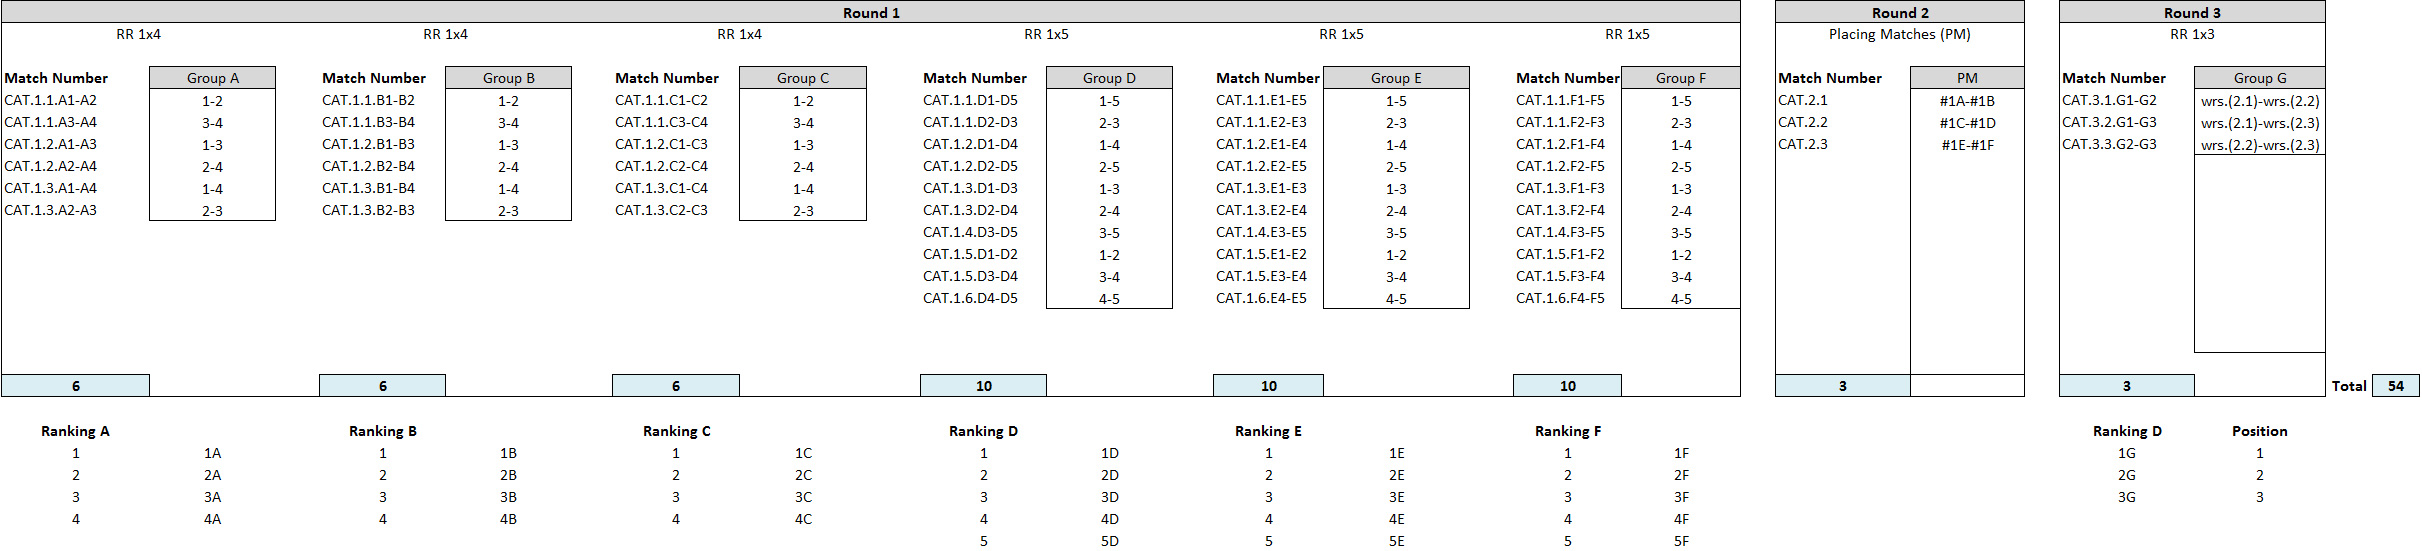 Round 1 Round 2 Round 3
RR 1x4 RR 1x4 RR 1x4 RR 1x5 RR 1x5 RR 1x5 Placing Matches (PM) RR 1x3
Match Number Group A Match Number Group B Match Number Group C Match Number Group D Match Number Group E Match Number Group F Match Number PM Match Number Group G
CAT.1.1.A1-A2 1-2 CAT.1.1.B1-B2 1-2 CAT.1.1.C1-C2 1-2 CAT.1.1.D1-D5 1-5 CAT.1.1.E1-E5 1-5 CAT.1.1.F1-F5 1-5 CAT.2.1 #1A-#1B CAT.3.1.G1-G2 wrs.(2.1)-wrs.(2.2)
CAT.1.1.A3-A4 3-4 CAT.1.1.B3-B4 3-4 CAT.1.1.C3-C4 3-4 CAT.1.1.D2-D3 2-3 CAT.1.1.E2-E3 2-3 CAT.1.1.F2-F3 2-3 CAT.2.2 #1C-#1D CAT.3.2.G1-G3 wrs.(2.1)-wrs.(2.3)
CAT.1.2.A1-A3 1-3 CAT.1.2.B1-B3 1-3 CAT.1.2.C1-C3 1-3 CAT.1.2.D1-D4 1-4 CAT.1.2.E1-E4 1-4 CAT.1.2.F1-F4 1-4 CAT.2.3 #1E-#1F CAT.3.3.G2-G3 wrs.(2.2)-wrs.(2.3)
CAT.1.2.A2-A4 2-4 CAT.1.2.B2-B4 2-4 CAT.1.2.C2-C4 2-4 CAT.1.2.D2-D5 2-5 CAT.1.2.E2-E5 2-5 CAT.1.2.F2-F5 2-5
CAT.1.3.A1-A4 1-4 CAT.1.3.B1-B4 1-4 CAT.1.3.C1-C4 1-4 CAT.1.3.D1-D3 1-3 CAT.1.3.E1-E3 1-3 CAT.1.3.F1-F3 1-3
CAT.1.3.A2-A3 2-3 CAT.1.3.B2-B3 2-3 CAT.1.3.C2-C3 2-3 CAT.1.3.D2-D4 2-4 CAT.1.3.E2-E4 2-4 CAT.1.3.F2-F4 2-4
CAT.1.4.D3-D5 3-5 CAT.1.4.E3-E5 3-5 CAT.1.4.F3-F5 3-5
CAT.1.5.D1-D2 1-2 CAT.1.5.E1-E2 1-2 CAT.1.5.F1-F2 1-2
CAT.1.5.D3-D4 3-4 CAT.1.5.E3-E4 3-4 CAT.1.5.F3-F4 3-4
CAT.1.6.D4-D5 4-5 CAT.1.6.E4-E5 4-5 CAT.1.6.F4-F5 4-5
6 6 6 10 10 10 3 3 Total 54
Ranking A Ranking B Ranking C Ranking D Ranking E Ranking F Ranking D Position
1 1A 1 1B 1 1C 1 1D 1 1E 1 1F 1G 1
2 2A 2 2B 2 2C 2 2D 2 2E 2 2F 2G 2
3 3A 3 3B 3 3C 3 3D 3 3E 3 3F 3G 3
4 4A 4 4B 4 4C 4 4D 4 4E 4 4F
5 5D 5 5E 5 5F